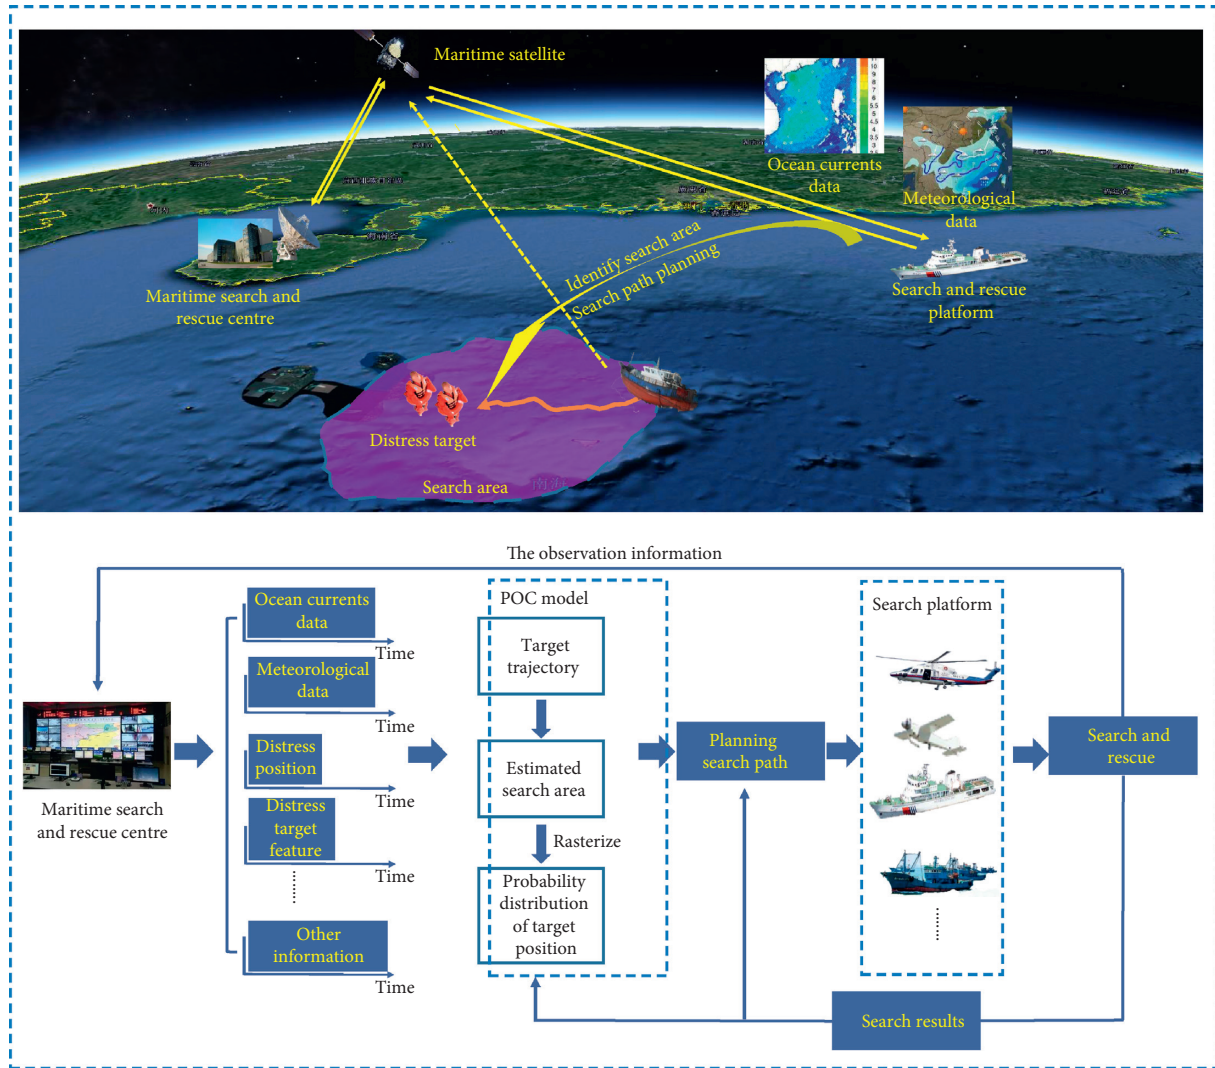 Maritime satellite
Ocean currents
data
Meteorological
data
Identify search area
Search path planning
Maritime search and
rescue centre
Search and rescue
platform
Distress target
Search area
南海
The observation information
Ocean currents
data
Time
Meteorological
data
Time
Distress
position
Time
Distress
target
feature
Time
Other
information
Time
Maritime search
and rescue centre
POC model
Target
trajectory
Estimated
search area
Rasterize
Probability
distribution
of target
position
Planning
search path
Search platform
Search and
rescue
Search results